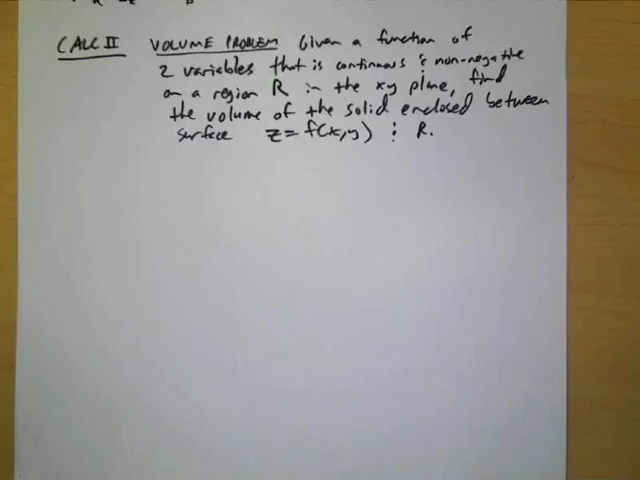 CALC II VOLUME PROBLEM Given a function of
2 variables that is continuous & non-negative
on a region R in the xy plane, find
the volume of the solid enclosed between
surface z=f(x,y) & R.